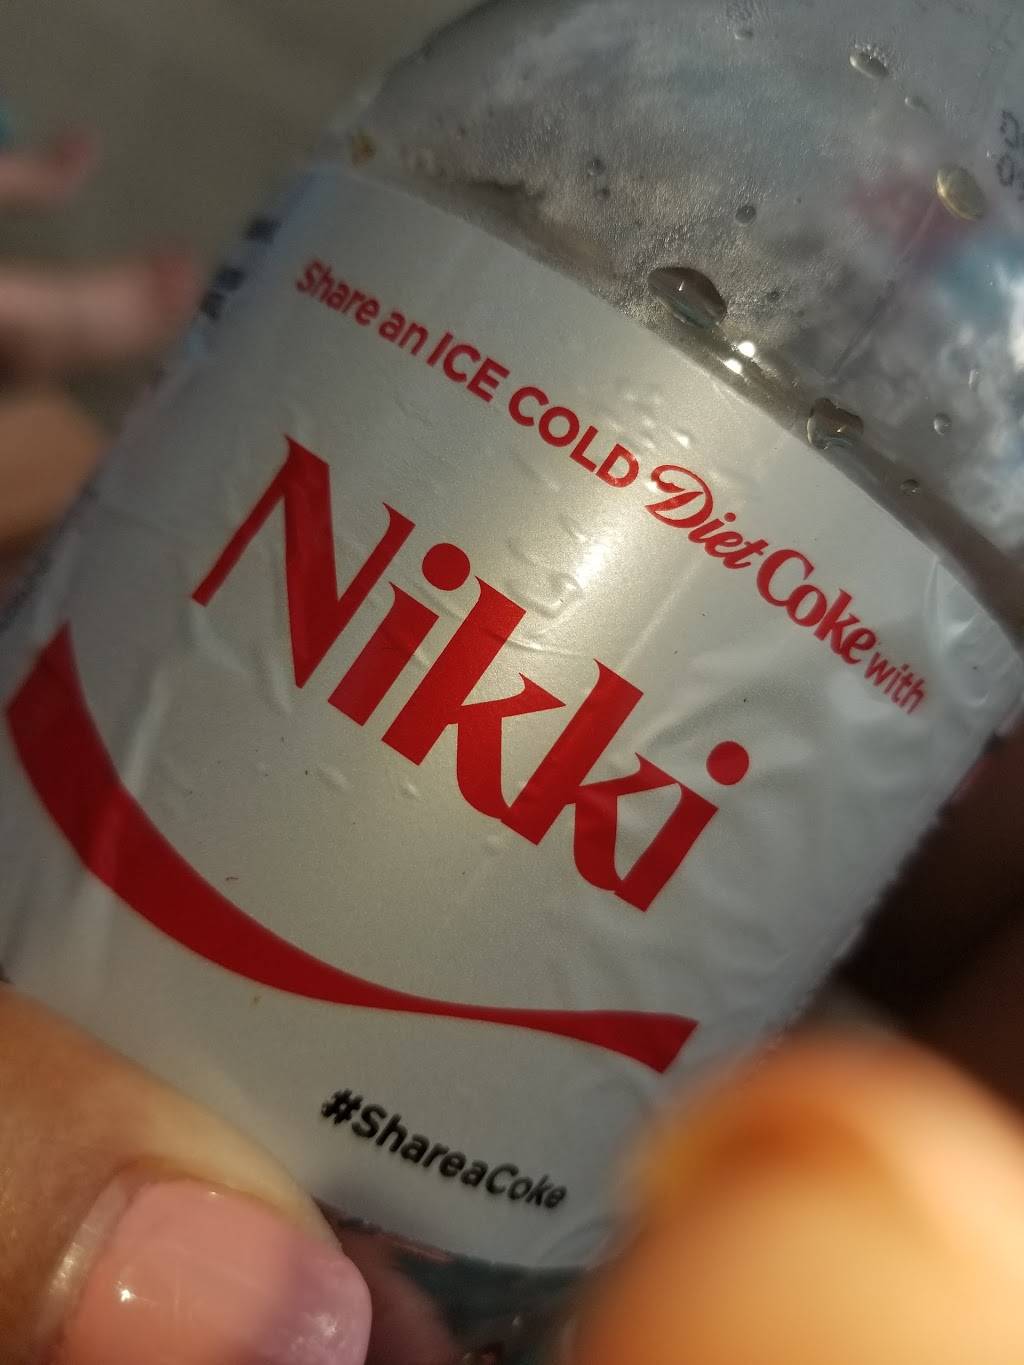 Share an ICE COLD Diet Coke with
Nikki
#ShareaCoke